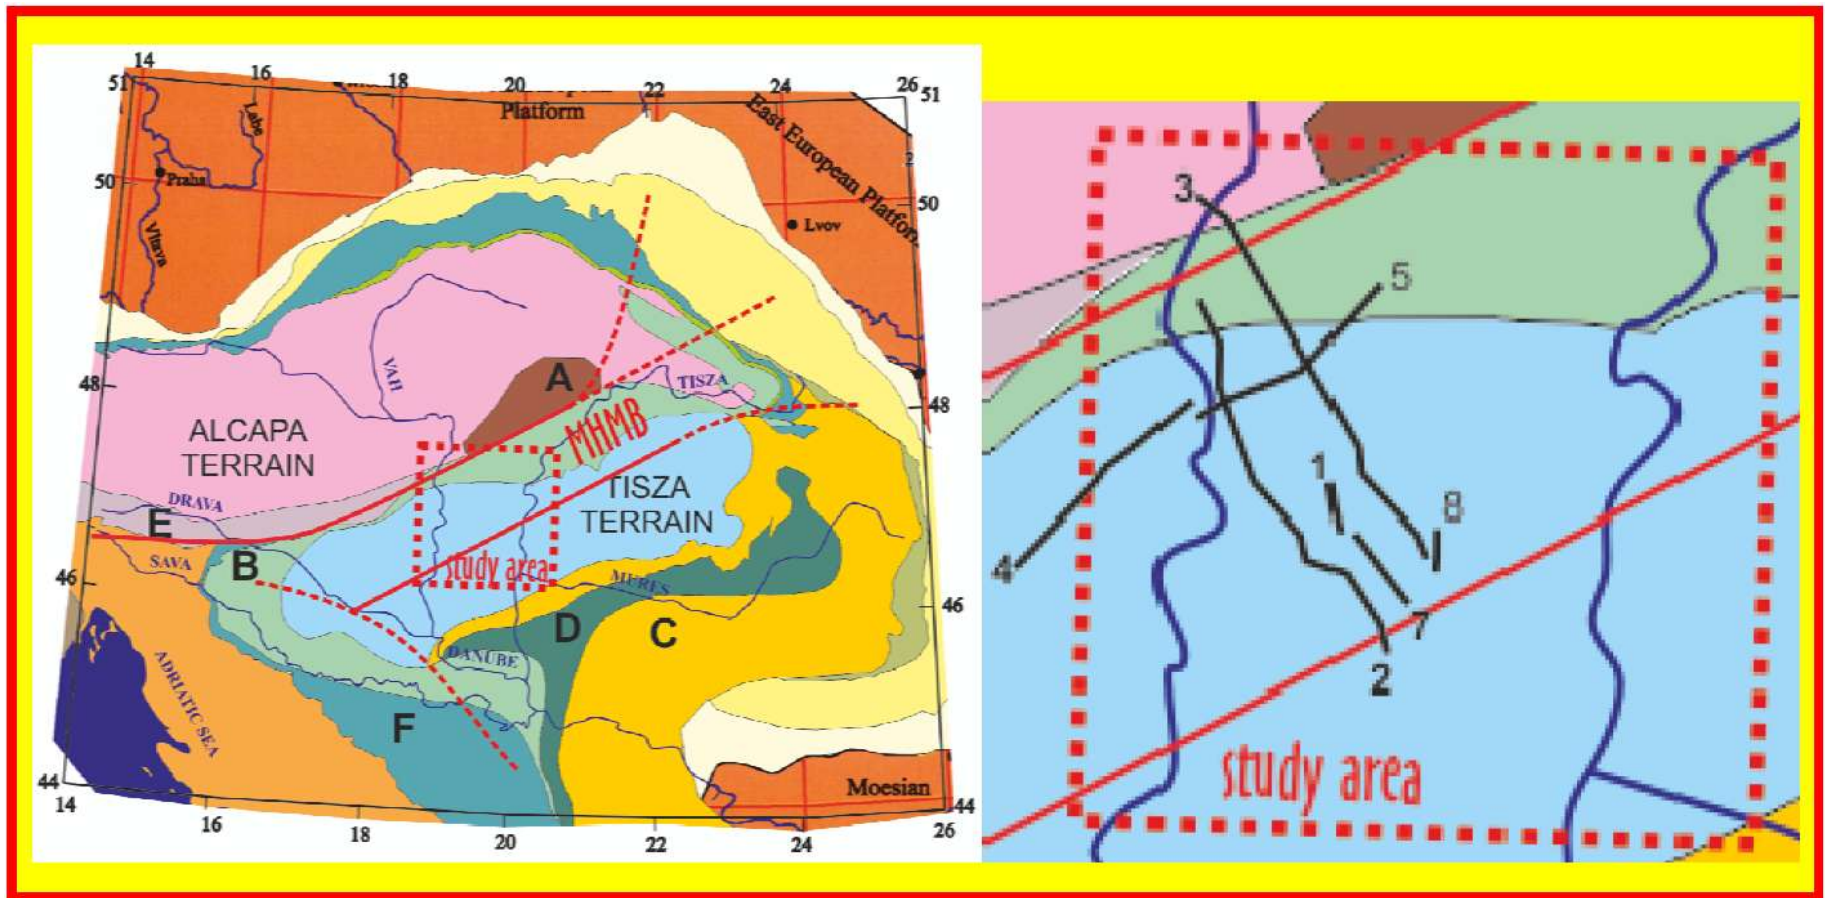 14
16
18
20
22
24
26
51
51
Platform
East European Platform
Labe
Praha
Vltava
50
50
Lvov
48
48
VAH
A
TISZA
MHMB
ALCAPA
TERRAIN
TISZA
TERRAIN
DRAVA
E
SAVA
B
46
46
study area
MURES
D
C
DANUBE
ADRIATIC SEA
F
Moesian
44
44
14
16
18
20
22
24
26
3
5
1
8
4
7
2
study area